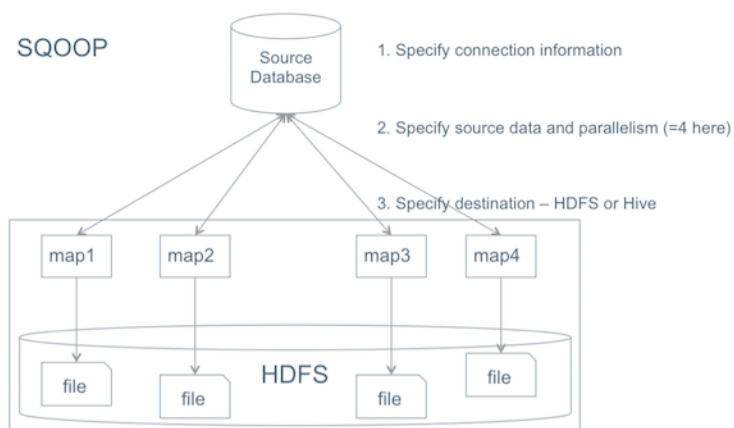 SQOOP
Source
Database
1. Specify connection information
2. Specify source data and parallelism (=4 here)
3. Specify destination – HDFS or Hive
map1
map2
map3
map4
HDFS
file
file
file
file